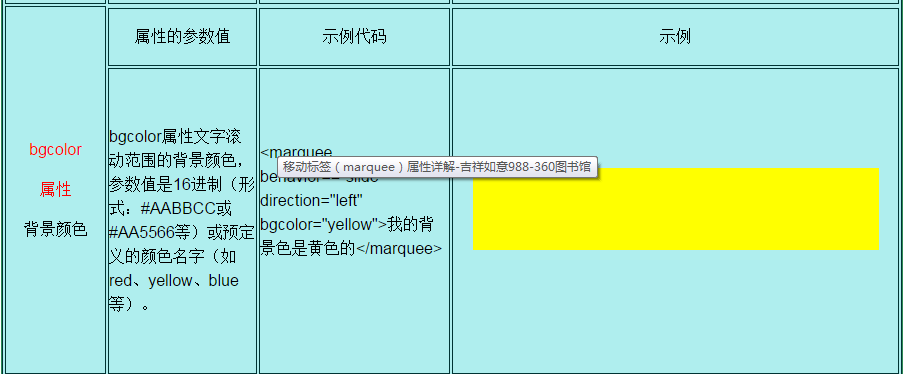 属性的参数值
示例代码
示例
bgcolor
属性
背景颜色
bgcolor属性文字滚
动范围的背景颜色，
参数值是16进制（形
式：#AABBCC或
#AA5566等）或预定
义的颜色名字（如
red、yellow、blue
等）。
<marquee
direction="left"
bgcolor="yellow">我的背
景色是黄色的</marquee>
移动标签（marquee）属性详解-吉祥如意988-360图书馆